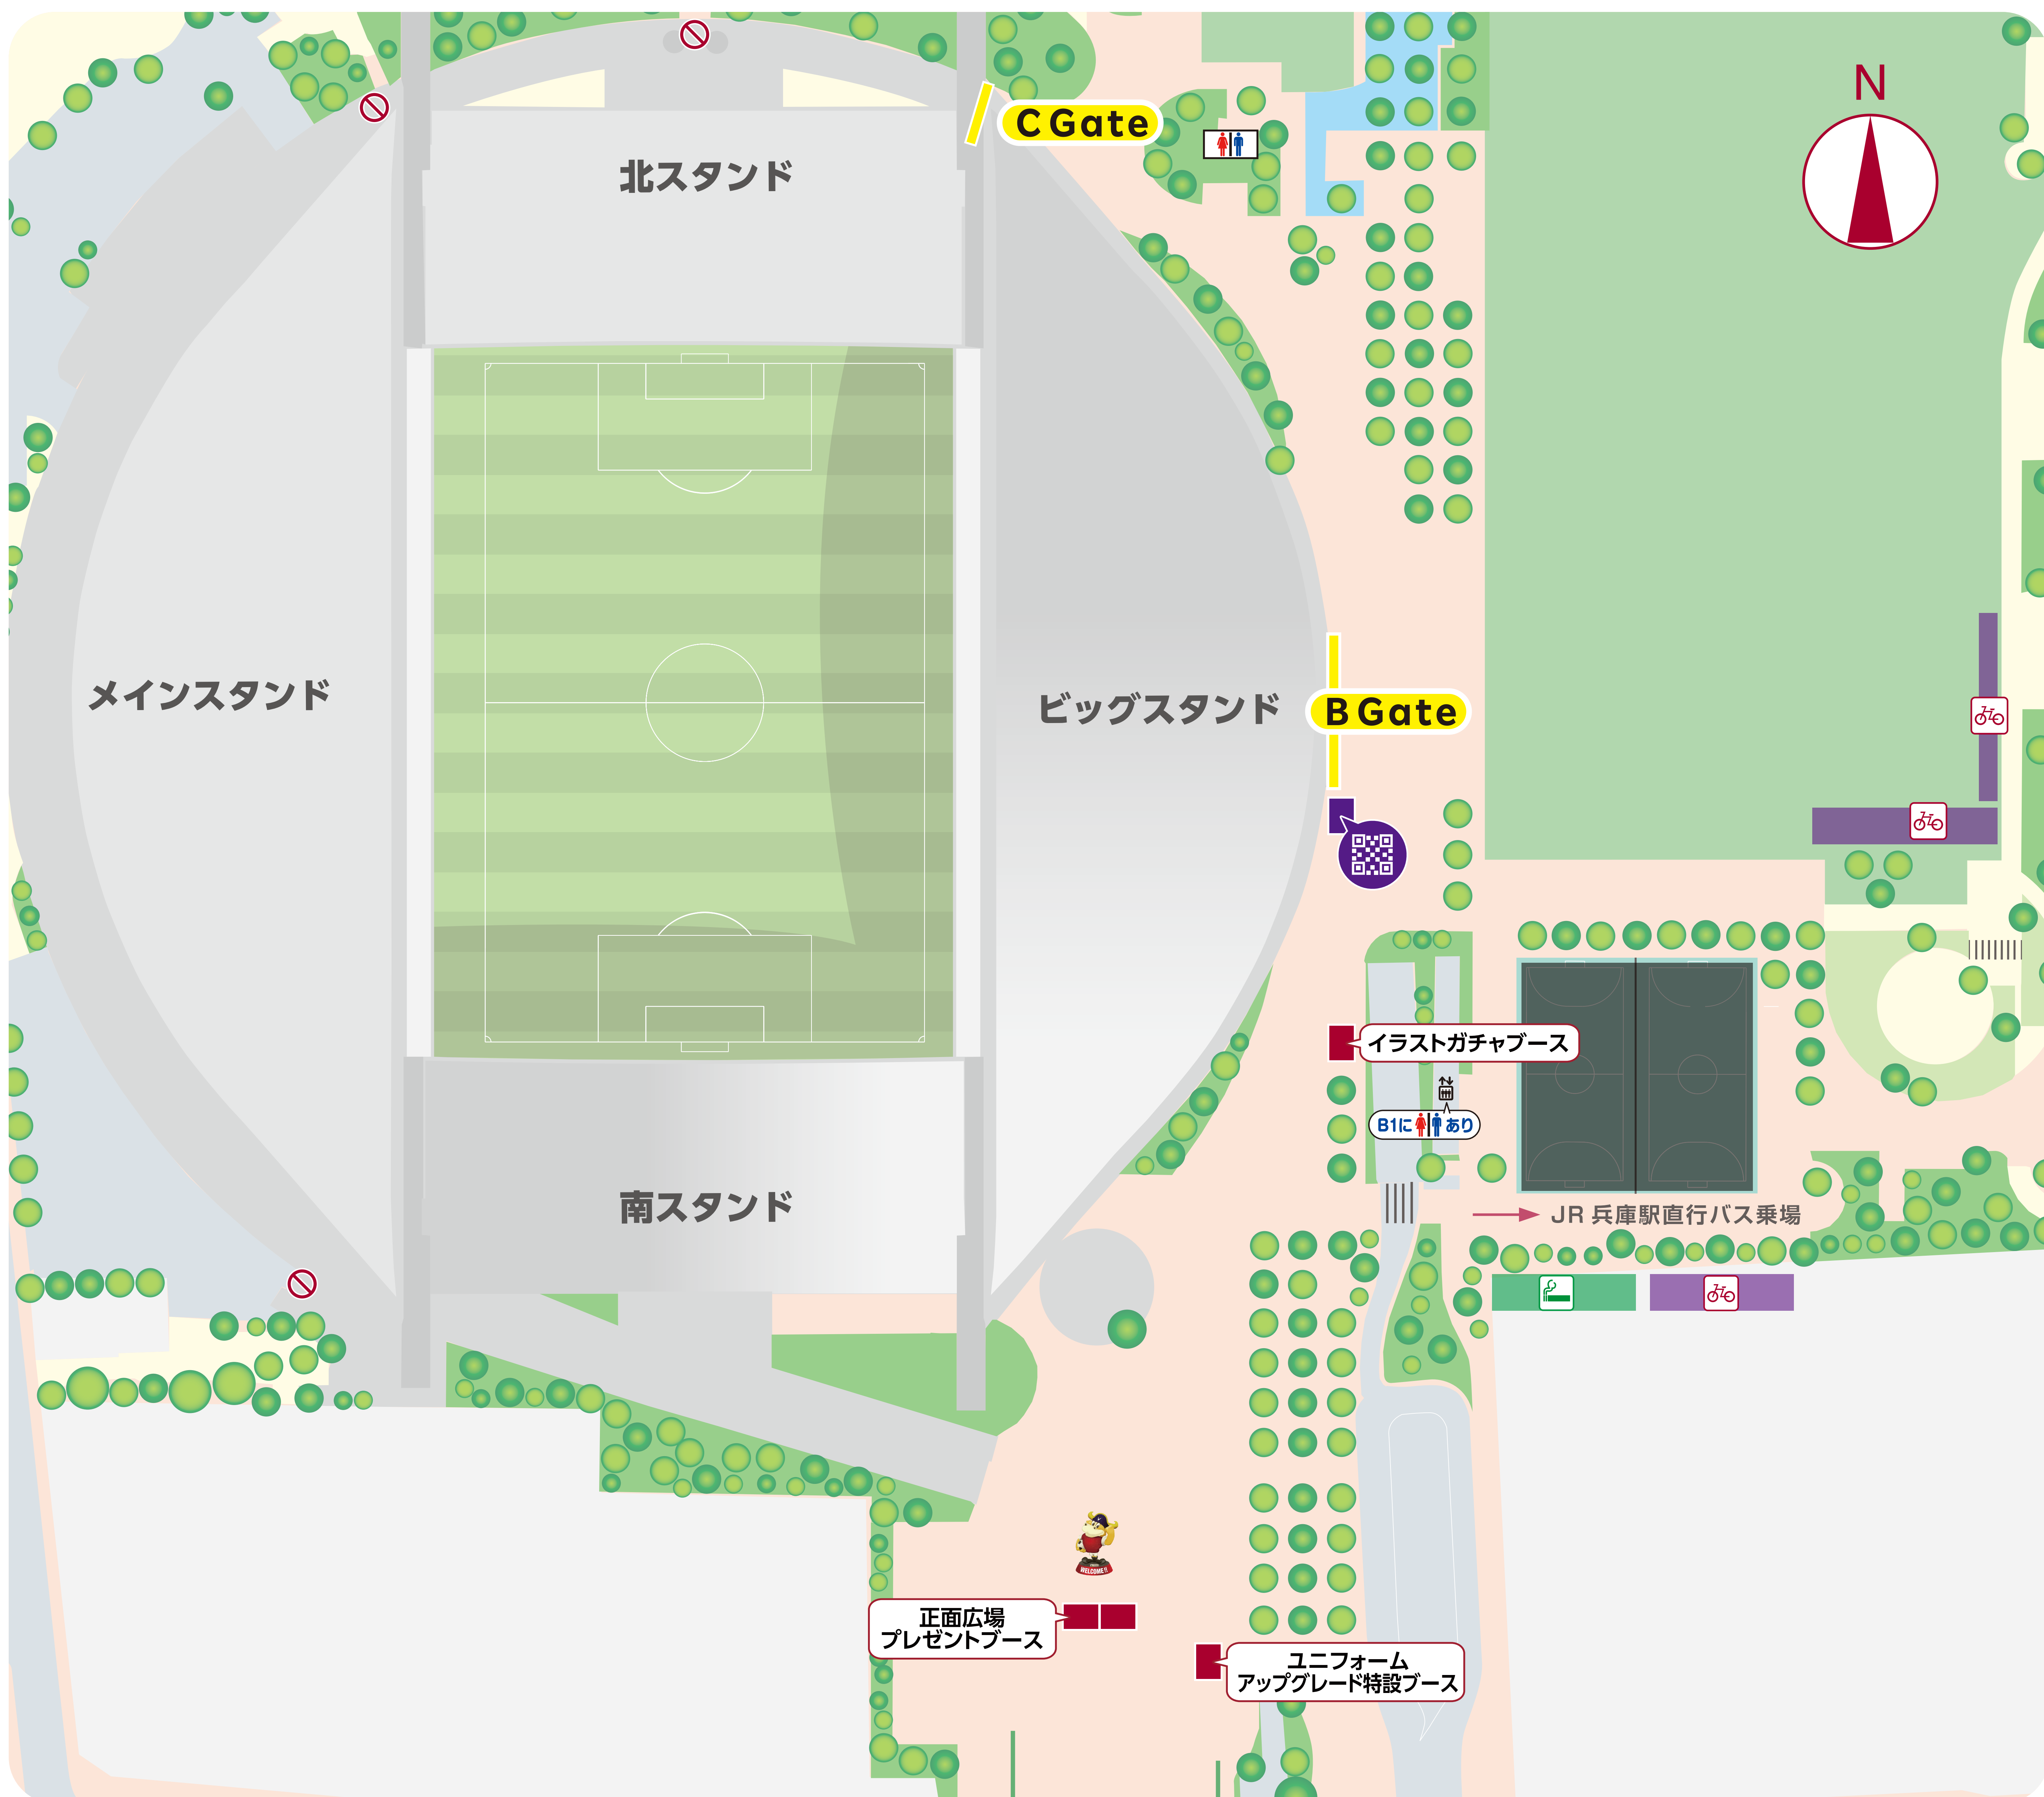 N
C Gate
北スタンド
メインスタンド
ビッグスタンド
B Gate
イラストガチャブース
B1に
あり
南スタンド
JR 兵庫駅直行バス乗場
WELCOME!!
正面広場
プレゼントブース
ユニフォーム
アップグレード特設ブース